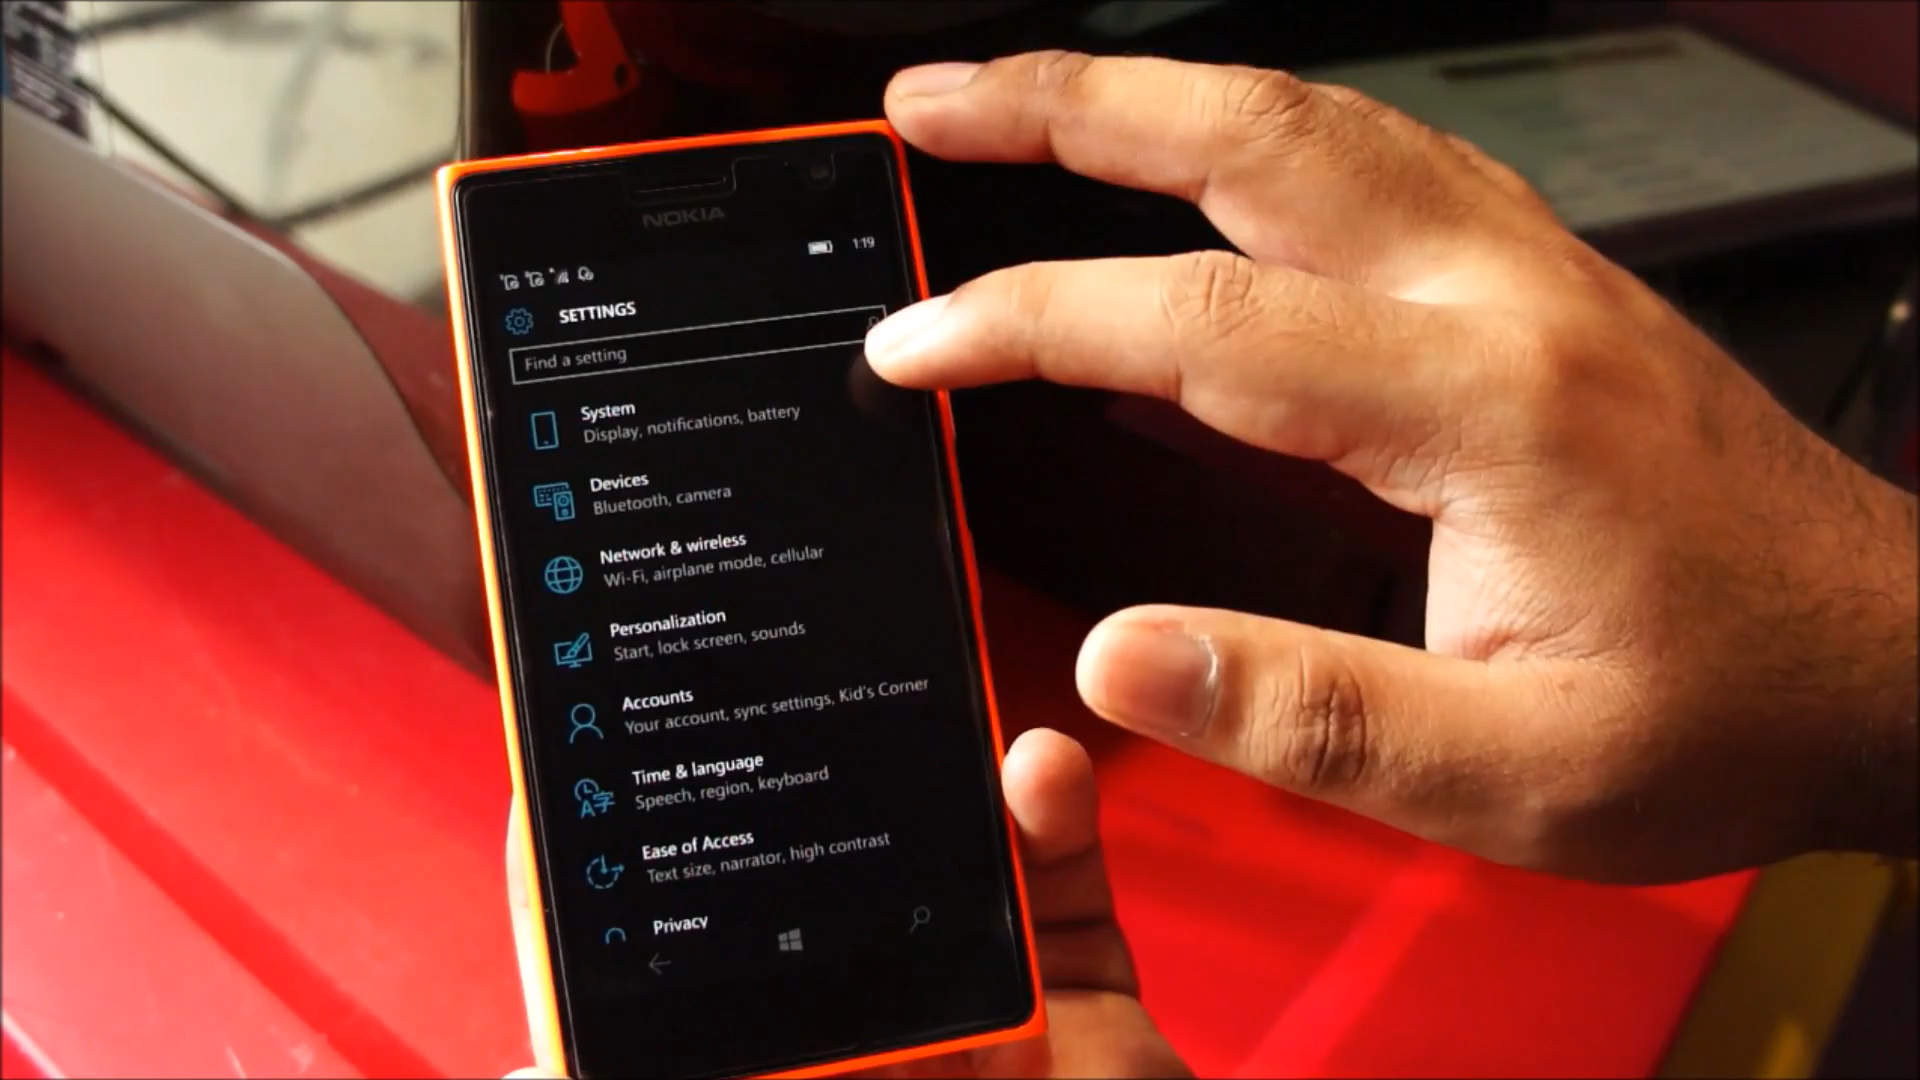 NOKIA
1:19
SETTINGS
Find a setting
System
Display, notifications, battery
Devices
Bluetooth, camera
Network & wireless
Wi-Fi, airplane mode, cellular
Personalization
Start, lock screen, sounds
Accounts
Your account, sync settings, Kid's Corner
Time & language
Speech, region, keyboard
Ease of Access
Text size, narrator, high contrast
Privacy